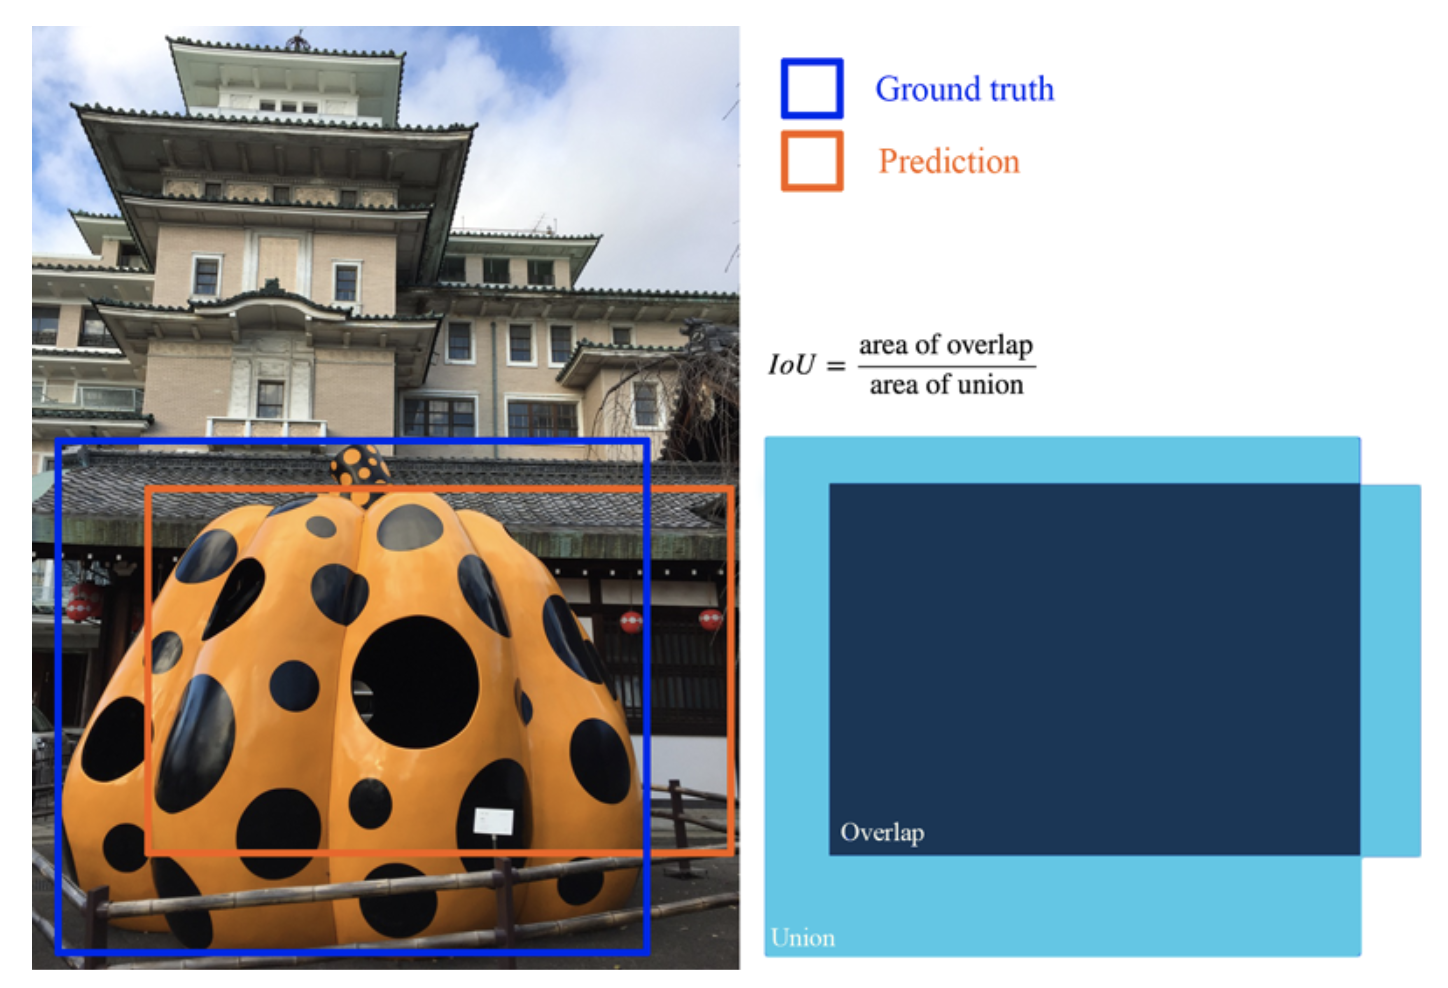 Ground truth
Prediction
IoU = area of overlap / area of union
Overlap
Union